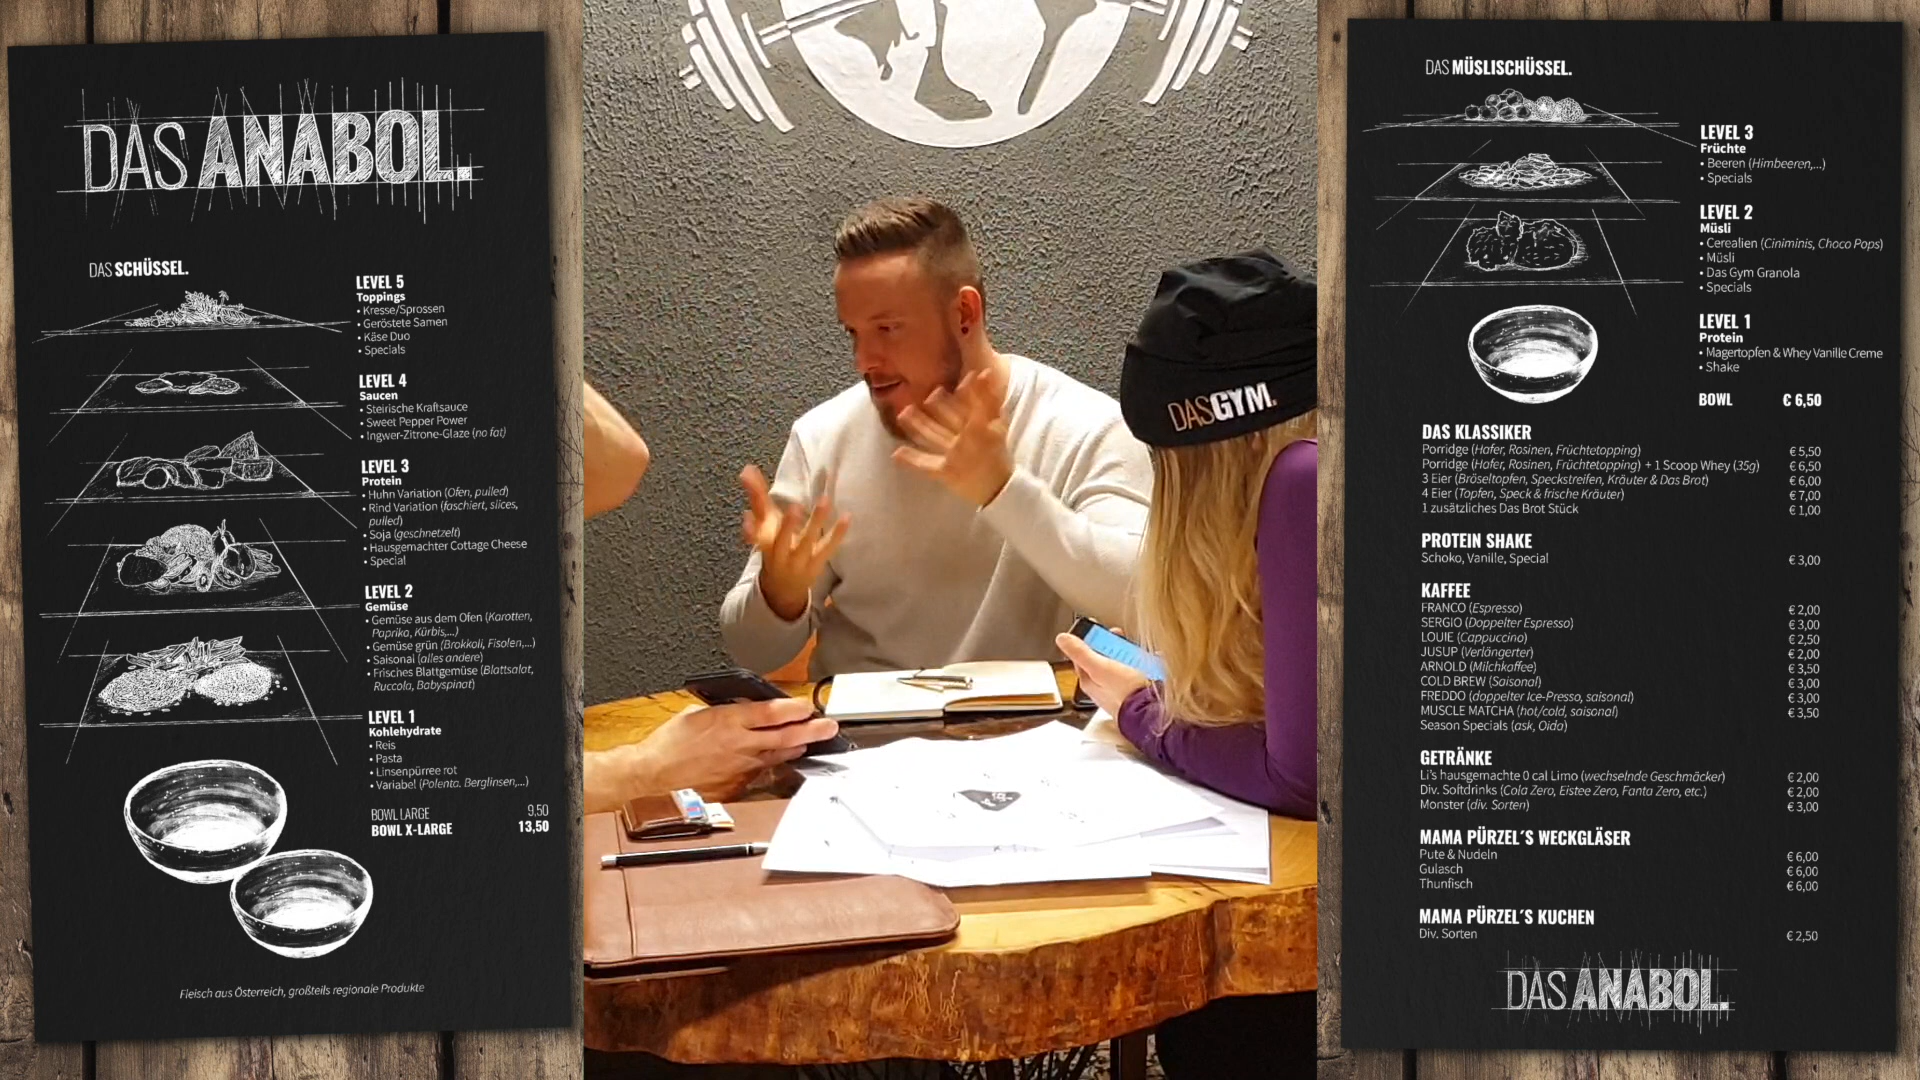 DAS ANABOL.
DAS SCHÜSSEL.
LEVEL 5
Toppings
• Kresse/Sprossen
• Geröstete Samen
• Käse Duo
• Specials
LEVEL 4
Saucen
• Steirische Kraftsauce
• Sweet Pepper Power
• Ingwer-Zitrone-Glaze (no fat)
LEVEL 3
Protein
• Huhn Variation (Ofen, pulled)
• Rind Variation (faschiert, slices,
pulled)
• Soja (geschnetzelt)
• Hausgemachter Cottage Cheese
• Special
LEVEL 2
Gemüse
• Gemüse aus dem Ofen (Karotten,
Paprika, Kürbis,...)
• Gemüse grün (Brokkoli, Fisolen,...)
• Saisonal (alles andere)
• Frisches Blattgemüse (Blattsalat,
Ruccola, Babyspinat)
LEVEL 1
Kohlehydrate
• Reis
• Pasta
• Linsenpürree rot
• Variabel (Polenta. Berglinsen,...)
BOWL LARGE 9,50
BOWL X-LARGE 13,50
Fleisch aus Österreich, großteils regionale Produkte
DASGYM.
DAS MÜSLISCHÜSSEL.
LEVEL 3
Früchte
• Beeren (Himbeeren,...)
• Specials
LEVEL 2
Müsli
• Cerealien (Ciniminis, Choco Pops)
• Müsli
• Das Gym Granola
• Specials
LEVEL 1
Protein
• Magertopfen & Whey Vanille Creme
• Shake
BOWL € 6,50
DAS KLASSIKER
Porridge (Hafer, Rosinen, Früchtetopping) € 5,50
Porridge (Hafer, Rosinen, Früchtetopping) + 1 Scoop Whey (35g) € 6,50
3 Eier (Bröseltopfen, Speckstreifen, Kräuter & Das Brot) € 6,00
4 Eier (Topfen, Speck & frische Kräuter) € 7,00
1 zusätzliches Das Brot Stück € 1,00
PROTEIN SHAKE
Schoko, Vanille, Special € 3,00
KAFFEE
FRANCO (Espresso) € 2,00
SERGIO (Doppelter Espresso) € 3,00
LOUIE (Cappuccino) € 2,50
JUSUP (Verlängerter) € 2,00
ARNOLD (Milchkaffee) € 3,50
COLD BREW (Saisonal) € 3,00
FREDDO (doppelter Ice-Presso, saisonal) € 3,00
MUSCLE MATCHA (hot/cold, saisonal) € 3,50
Season Specials (ask, Oida)
GETRÄNKE
Li's hausgemachte 0 cal Limo (wechselnde Geschmäcker) € 2,00
Div. Softdrinks (Cola Zero, Eistee Zero, Fanta Zero, etc.) € 2,00
Monster (div. Sorten) € 3,00
MAMA PÜRZEL´S WECKGLÄSER
Pute & Nudeln € 6,00
Gulasch € 6,00
Thunfisch € 6,00
MAMA PÜRZEL´S KUCHEN
Div. Sorten € 2,50
DAS ANABOL.